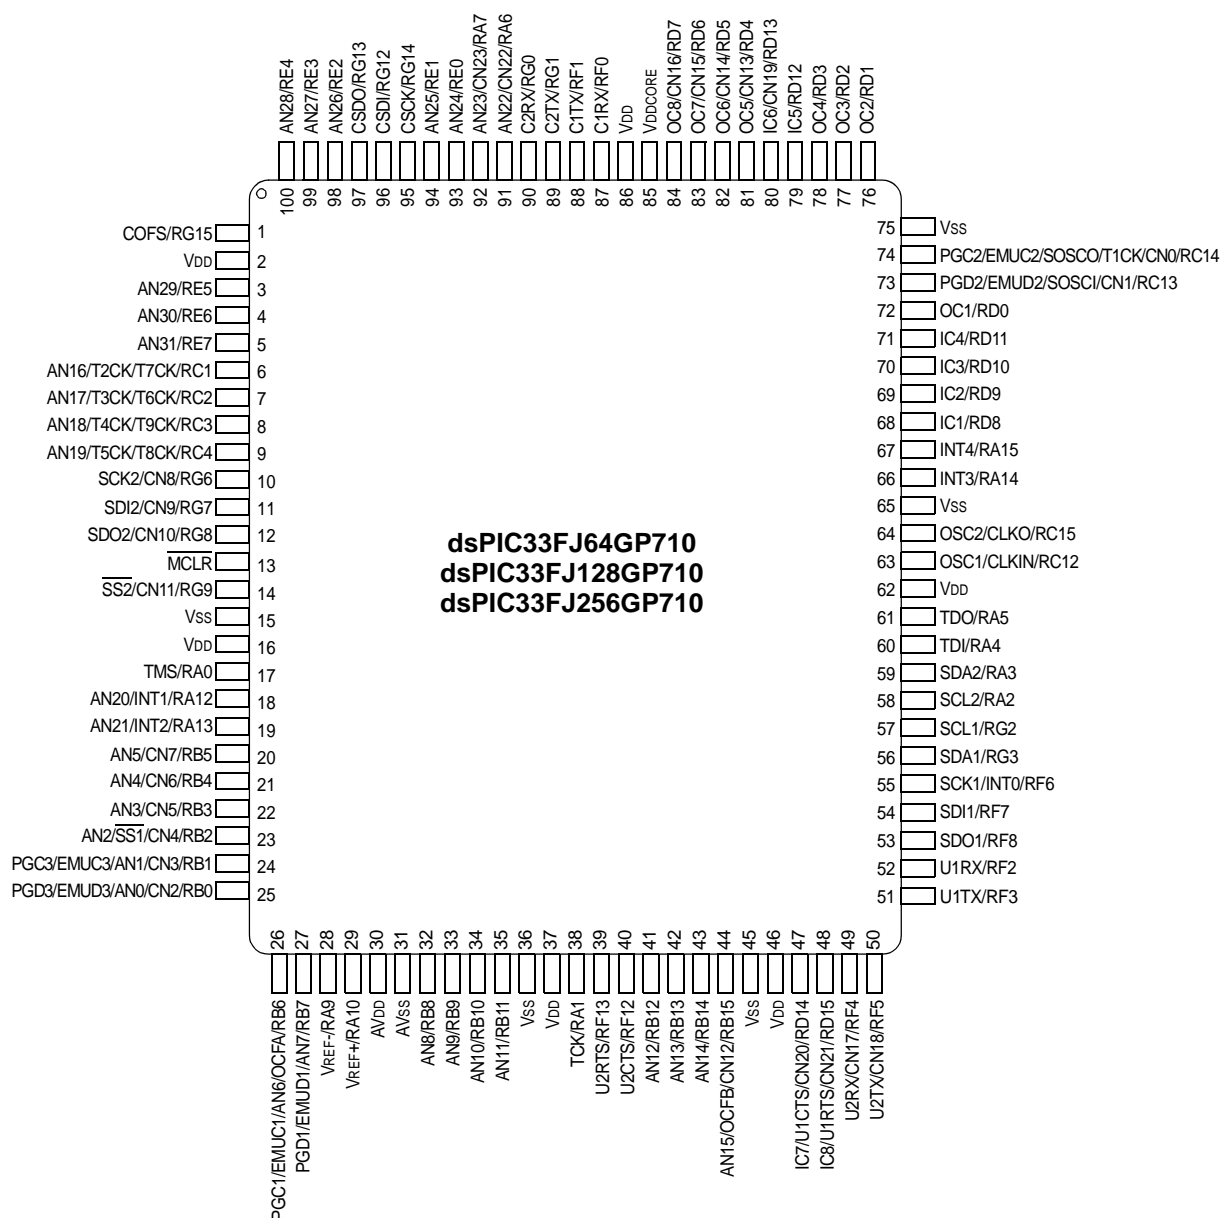 AN28/RE4
AN27/RE3
AN26/RE2
CSDO/RG13
CSDI/RG12
CSCK/RG14
AN25/RE1
AN24/RE0
AN23/CN23/RA7
AN22/CN22/RA6
C2RX/RG0
C2TX/RG1
C1TX/RF1
C1RX/RF0
VDD
VDDCORE
OC8/CN16/RD7
OC7/CN15/RD6
OC6/CN14/RD5
OC5/CN13/RD4
IC6/CN19/RD13
IC5/RD12
OC4/RD3
OC3/RD2
OC2/RD1
100
99
98
97
96
95
94
93
92
91
90
89
88
87
86
85
84
83
82
81
80
79
78
77
76
COFS/RG15 1
VDD 2
AN29/RE5 3
AN30/RE6 4
AN31/RE7 5
AN16/T2CK/T7CK/RC1 6
AN17/T3CK/T6CK/RC2 7
AN18/T4CK/T9CK/RC3 8
AN19/T5CK/T8CK/RC4 9
SCK2/CN8/RG6 10
SDI2/CN9/RG7 11
SDO2/CN10/RG8 12
MCLR 13
SS2/CN11/RG9 14
VSS 15
VDD 16
TMS/RA0 17
AN20/INT1/RA12 18
AN21/INT2/RA13 19
AN5/CN7/RB5 20
AN4/CN6/RB4 21
AN3/CN5/RB3 22
AN2/SS1/CN4/RB2 23
PGC3/EMUC3/AN1/CN3/RB1 24
PGD3/EMUD3/AN0/CN2/RB0 25
dsPIC33FJ64GP710
dsPIC33FJ128GP710
dsPIC33FJ256GP710
75 VSS
74 PGC2/EMUC2/SOSCO/T1CK/CN0/RC14
73 PGD2/EMUD2/SOSCI/CN1/RC13
72 OC1/RD0
71 IC4/RD11
70 IC3/RD10
69 IC2/RD9
68 IC1/RD8
67 INT4/RA15
66 INT3/RA14
65 VSS
64 OSC2/CLKO/RC15
63 OSC1/CLKIN/RC12
62 VDD
61 TDO/RA5
60 TDI/RA4
59 SDA2/RA3
58 SCL2/RA2
57 SCL1/RG2
56 SDA1/RG3
55 SCK1/INT0/RF6
54 SDI1/RF7
53 SDO1/RF8
52 U1RX/RF2
51 U1TX/RF3
26
27
28
29
30
31
32
33
34
35
36
37
38
39
40
41
42
43
44
45
46
47
48
49
50
PGC1/EMUC1/AN6/OCFA/RB6
PGD1/EMUD1/AN7/RB7
VREF-/RA9
VREF+/RA10
AVDD
AVSS
AN8/RB8
AN9/RB9
AN10/RB10
AN11/RB11
VSS
VDD
TCK/RA1
U2RTS/RF13
U2CTS/RF12
AN12/RB12
AN13/RB13
AN14/RB14
AN15/OCFB/CN12/RB15
VSS
VDD
IC7/U1CTS/CN20/RD14
IC8/U1RTS/CN21/RD15
U2RX/CN17/RF4
U2TX/CN18/RF5